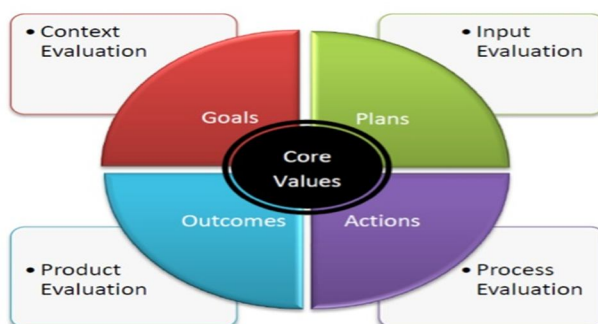 • Context
Evaluation
• Input
Evaluation
Goals
Plans
Core
Values
Outcomes
Actions
• Product
Evaluation
• Process
Evaluation